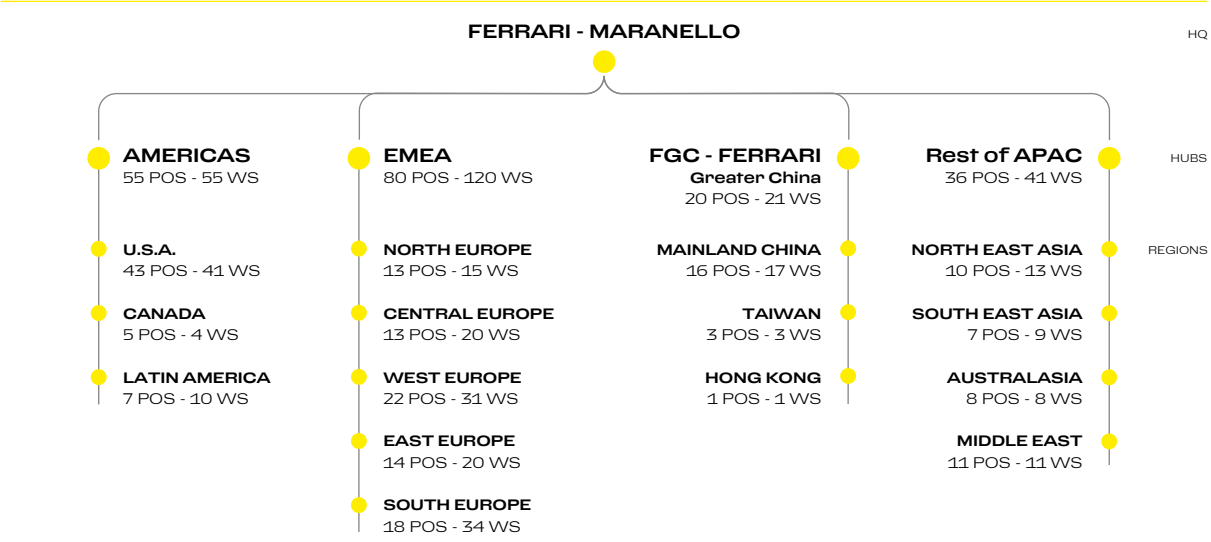 FERRARI - MARANELLO
HQ
AMERICAS
55 POS - 55 WS
U.S.A.
43 POS - 41 WS
CANADA
5 POS - 4 WS
LATIN AMERICA
7 POS - 10 WS
EMEA
80 POS - 120 WS
NORTH EUROPE
13 POS - 15 WS
CENTRAL EUROPE
13 POS - 20 WS
WEST EUROPE
22 POS - 31 WS
EAST EUROPE
14 POS - 20 WS
SOUTH EUROPE
18 POS - 34 WS
FGC - FERRARI
Greater China
20 POS - 21 WS
MAINLAND CHINA
16 POS - 17 WS
TAIWAN
3 POS - 3 WS
HONG KONG
1 POS - 1 WS
Rest of APAC
36 POS - 41 WS
NORTH EAST ASIA
10 POS - 13 WS
SOUTH EAST ASIA
7 POS - 9 WS
AUSTRALASIA
8 POS - 8 WS
MIDDLE EAST
11 POS - 11 WS
HUBS
REGIONS